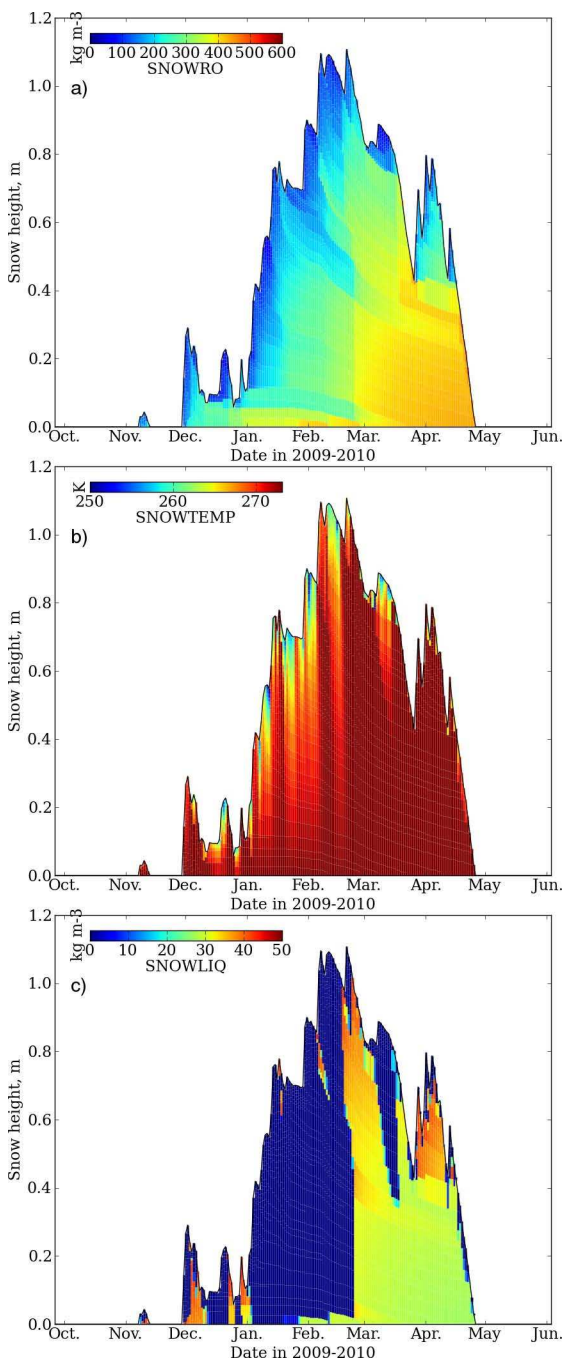 1.2
kg m-3
0 100 200 300 400 500 600
SNOWRO
a)
1.0
0.8
Snow height, m
0.6
0.4
0.2
0.0
Oct. Nov. Dec. Jan. Feb. Mar. Apr. May Jun.
Date in 2009-2010
1.2
K
250 260 270
SNOWTEMP
b)
1.0
0.8
Snow height, m
0.6
0.4
0.2
0.0
Oct. Nov. Dec. Jan. Feb. Mar. Apr. May Jun.
Date in 2009-2010
1.2
kg m-3
0 10 20 30 40 50
SNOWLIQ
c)
1.0
0.8
Snow height, m
0.6
0.4
0.2
0.0
Oct. Nov. Dec. Jan. Feb. Mar. Apr. May Jun.
Date in 2009-2010